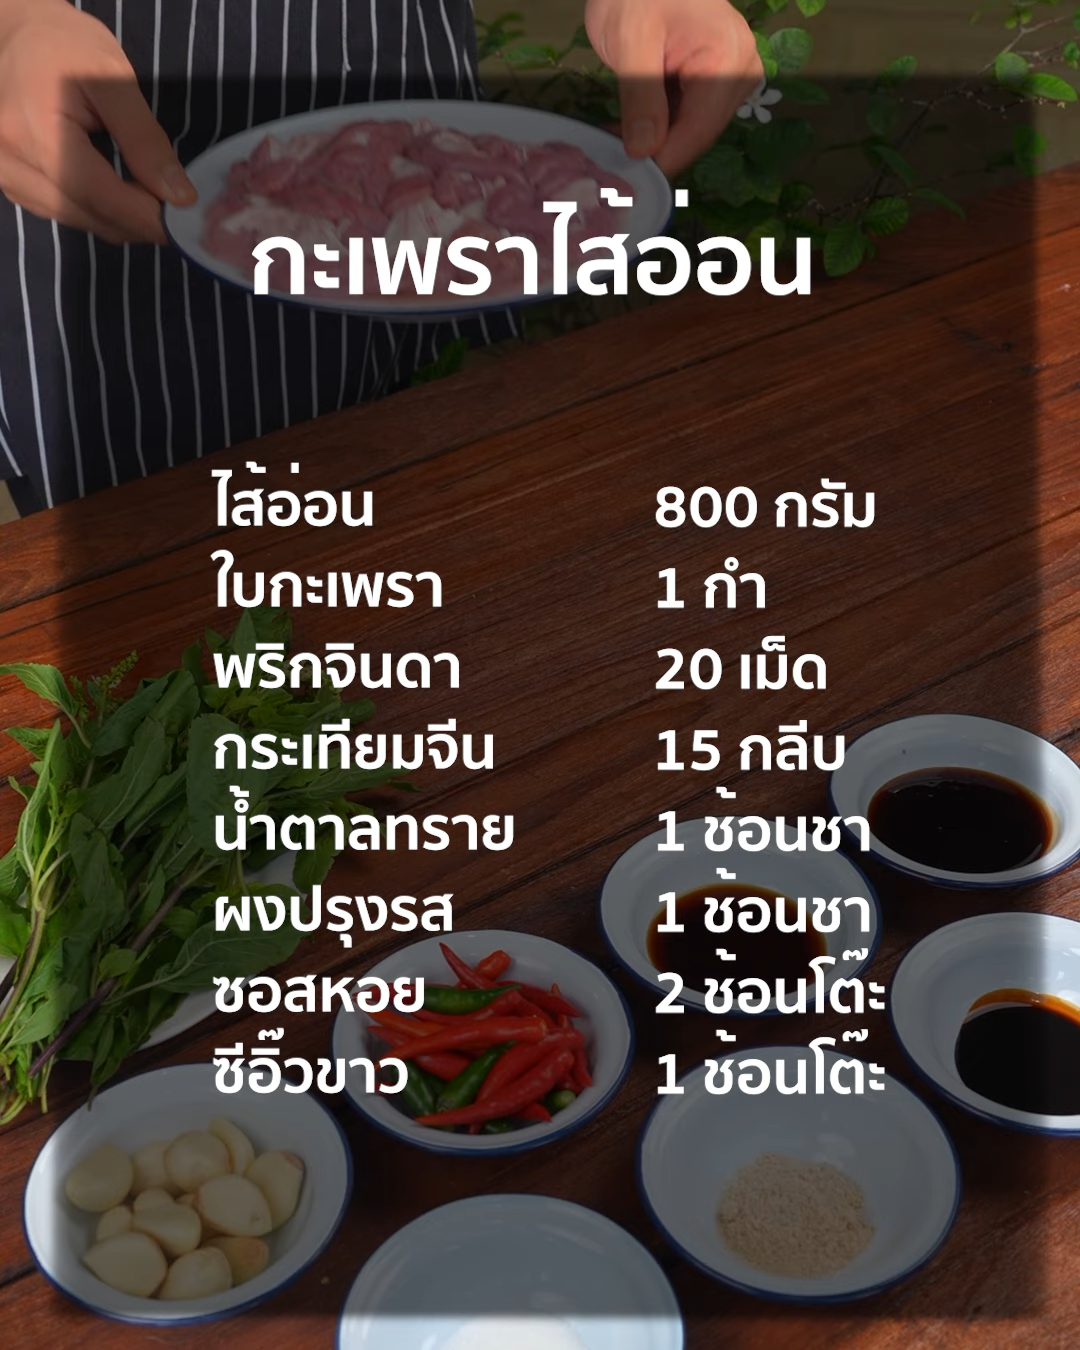 กะเพราไส้อ่อน
ไส้อ่อน 800 กรัม
ใบกะเพรา 1 กำ
พริกจินดา 20 เม็ด
กระเทียมจีน 15 กลีบ
น้ำตาลทราย 1 ช้อนชา
ผงปรุงรส 1 ช้อนชา
ซอสหอย 2 ช้อนโต๊ะ
ซีอิ๊วขาว 1 ช้อนโต๊ะ